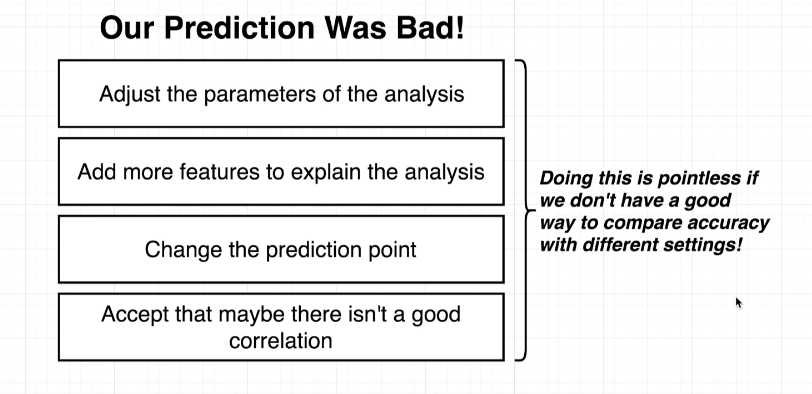 Our Prediction Was Bad!
Adjust the parameters of the analysis
Add more features to explain the analysis
Change the prediction point
Accept that maybe there isn't a good
correlation
Doing this is pointless if
we don't have a good
way to compare accuracy
with different settings!